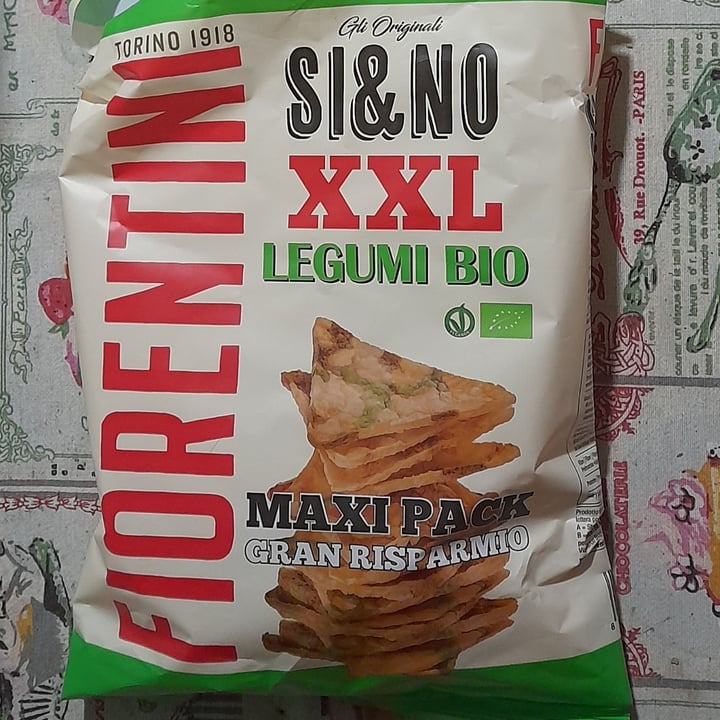 TORINO 1918
FIORENTINI
Gli Originali
SI&NO
XXL
LEGUMI BIO
MAXI PACK
GRAN RISPARMIO
39, Rue Drouot. -PARIS
CHOCOLATERIE